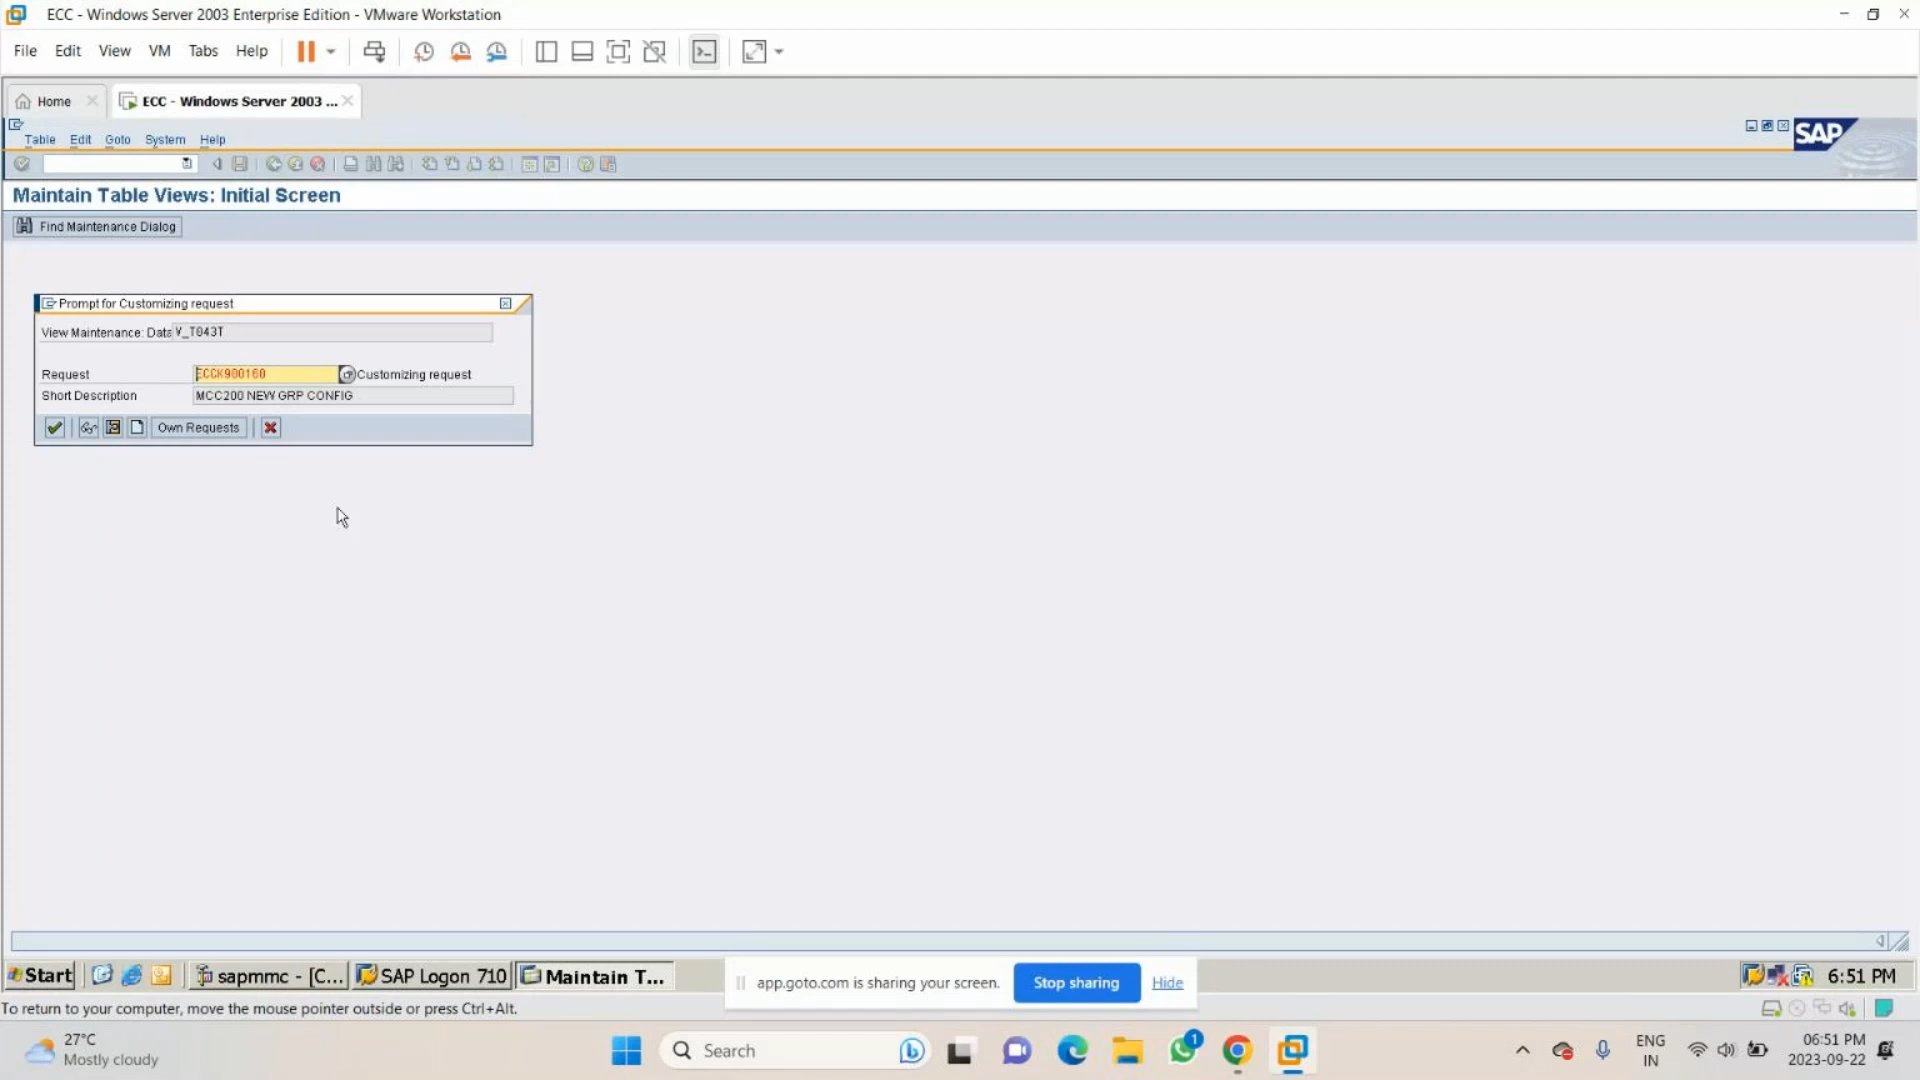 ECC - Windows Server 2003 Enterprise Edition - VMware Workstation
File Edit View VM Tabs Help
Home
ECC - Windows Server 2003 ...
Table Edit Goto System Help
SAP
Maintain Table Views: Initial Screen
Find Maintenance Dialog
Prompt for Customizing request
View Maintenance: Data V_T043T
Request ECCK900160 Customizing request
Short Description MCC200 NEW GRP CONFIG
Own Requests
Start sapmmc - [C... SAP Logon 710 Maintain T... 6:51 PM
app.goto.com is sharing your screen. Stop sharing Hide
To return to your computer, move the mouse pointer outside or press Ctrl+Alt.
27°C
Mostly cloudy
Search
1
ENG
IN
06:51 PM
2023-09-22